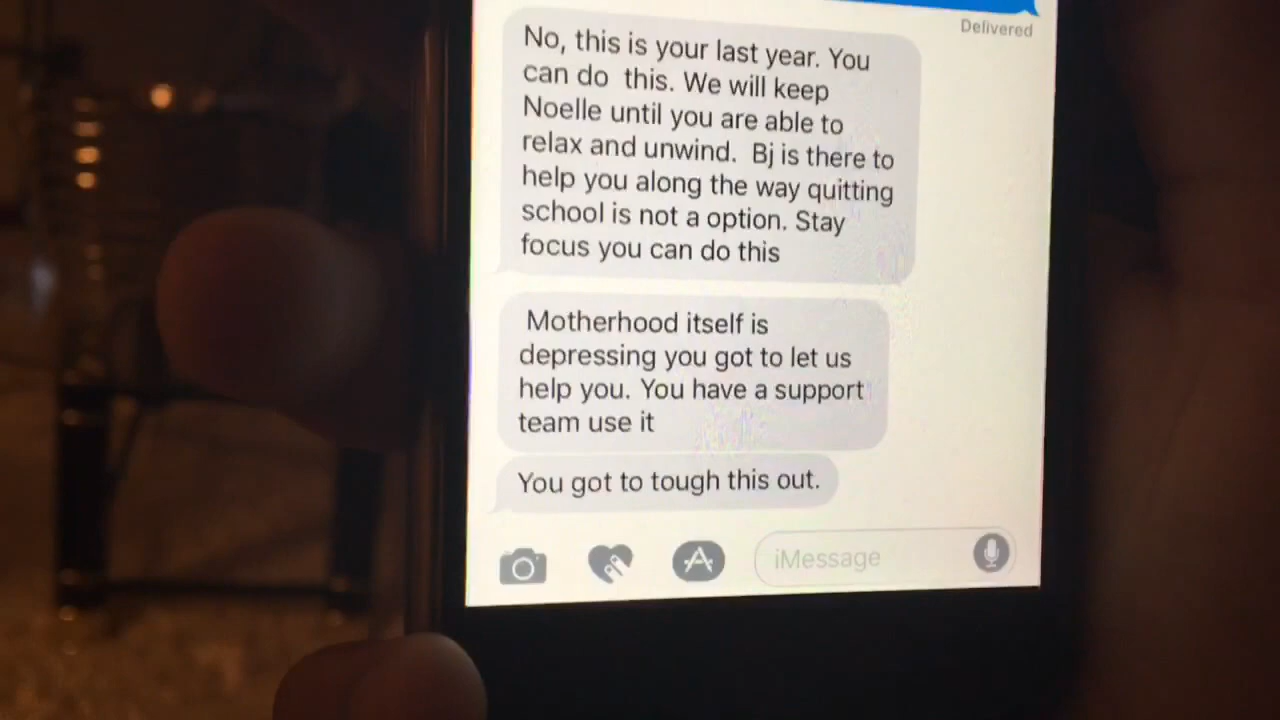 Delivered
No, this is your last year. You
can do  this. We will keep
Noelle until you are able to
relax and unwind.  Bj is there to
help you along the way quitting
school is not a option. Stay
focus you can do this
Motherhood itself is
depressing you got to let us
help you. You have a support
team use it
You got to tough this out.
iMessage